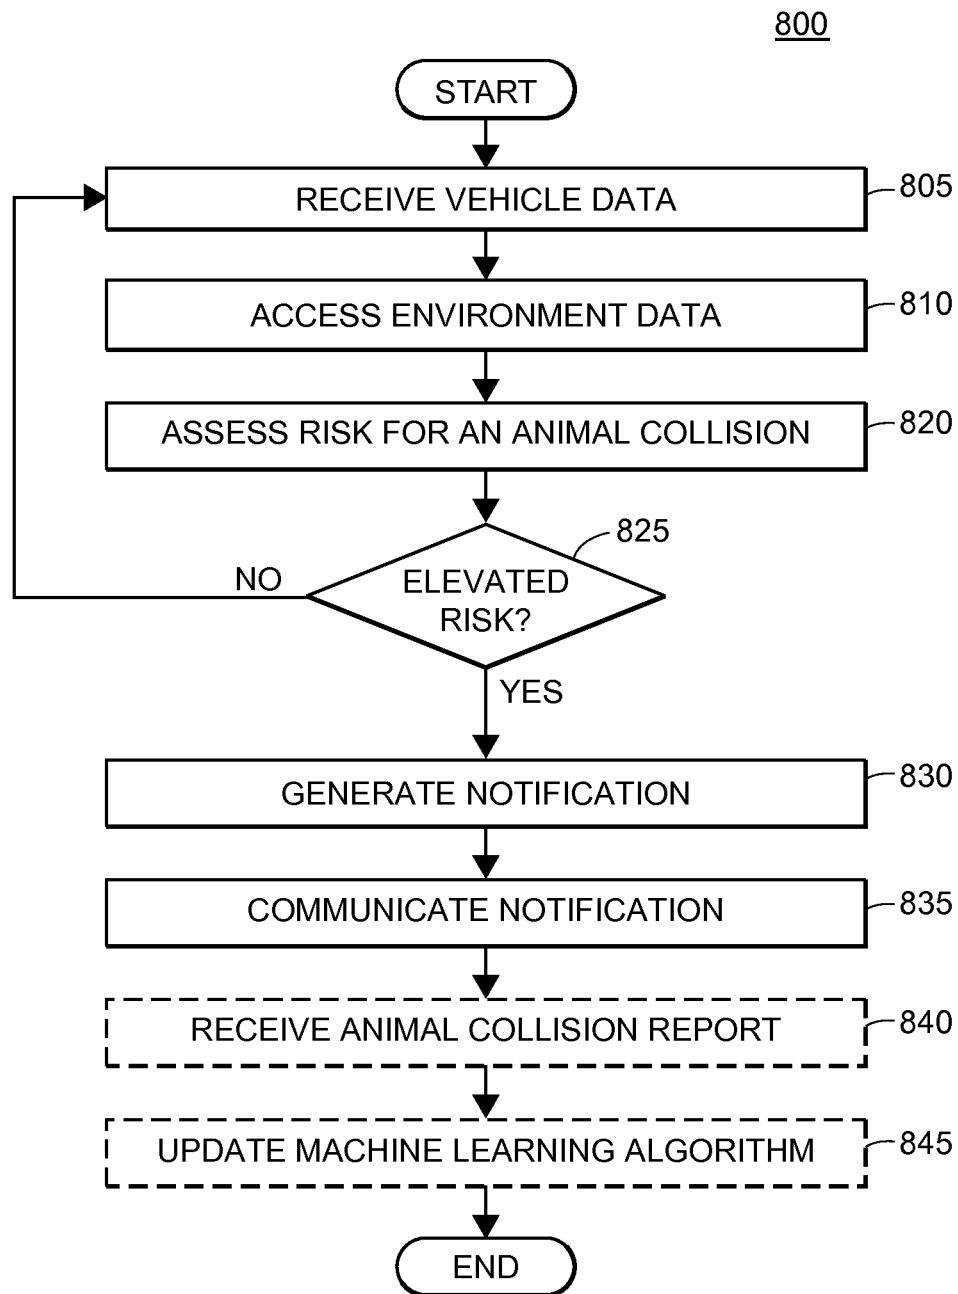 800
START
RECEIVE VEHICLE DATA
805
ACCESS ENVIRONMENT DATA
810
ASSESS RISK FOR AN ANIMAL COLLISION
820
825
ELEVATED
RISK?
NO
YES
GENERATE NOTIFICATION
830
COMMUNICATE NOTIFICATION
835
RECEIVE ANIMAL COLLISION REPORT
840
UPDATE MACHINE LEARNING ALGORITHM
845
END